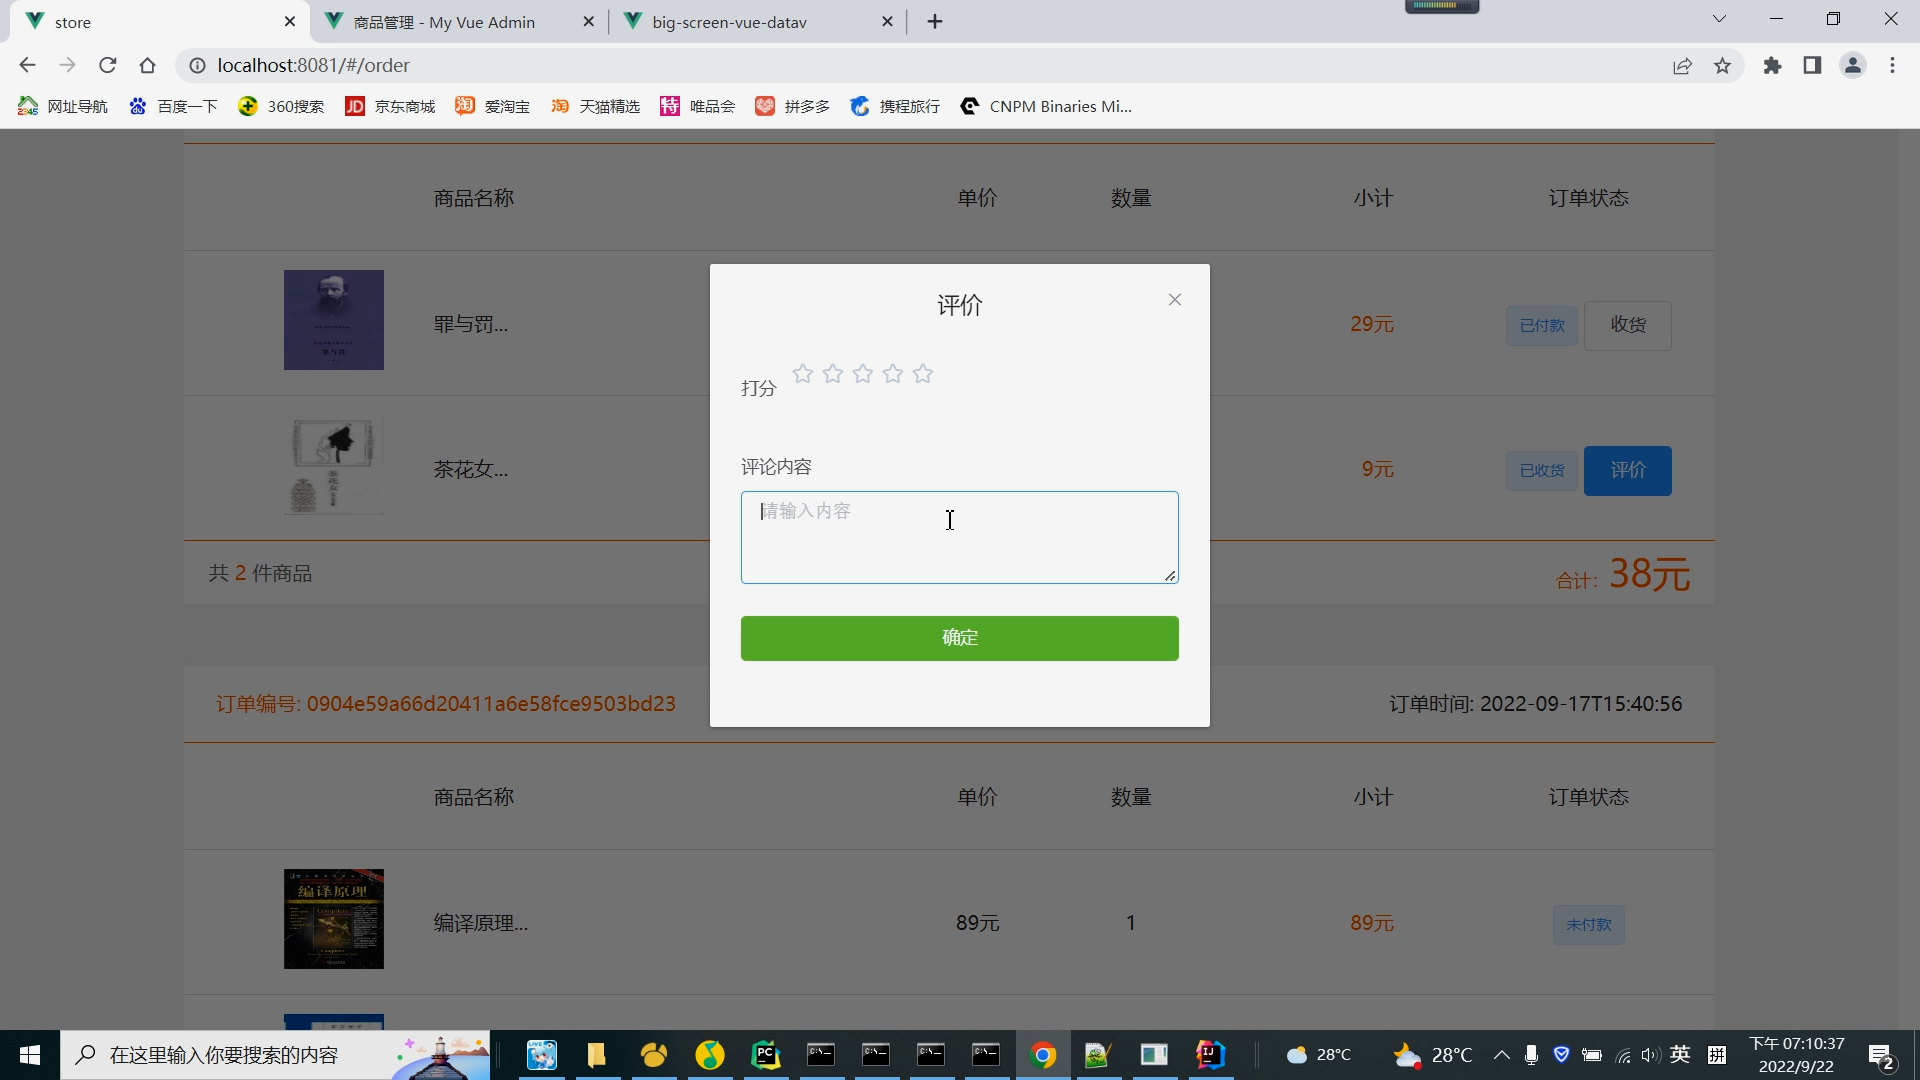 store
商品管理 - My Vue Admin
big-screen-vue-datav
localhost:8081/#/order
网址导航
百度一下
360搜索
JD 京东商城
淘 爱淘宝
淘 天猫精选
特 唯品会
拼多多
携程旅行
CNPM Binaries Mi...
商品名称 单价 数量 小计 订单状态
罪与罚... 29元 已付款 收货
茶花女... 9元 已收货 评价
共 2 件商品 合计: 38元
评价
打分
评论内容
请输入内容
确定
订单编号: 0904e59a66d20411a6e58fce9503bd23 订单时间: 2022-09-17T15:40:56
商品名称 单价 数量 小计 订单状态
编译原理
编译原理... 89元 1 89元 未付款
在这里输入你要搜索的内容
28°C
28°C
英
拼
下午 07:10:37
2022/9/22
2